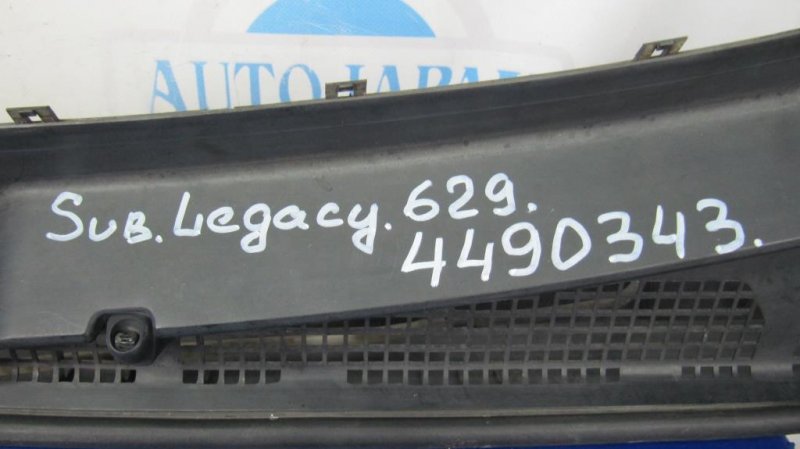 AUTO JAPAN
Sub. Legacy. 629.
4490343.